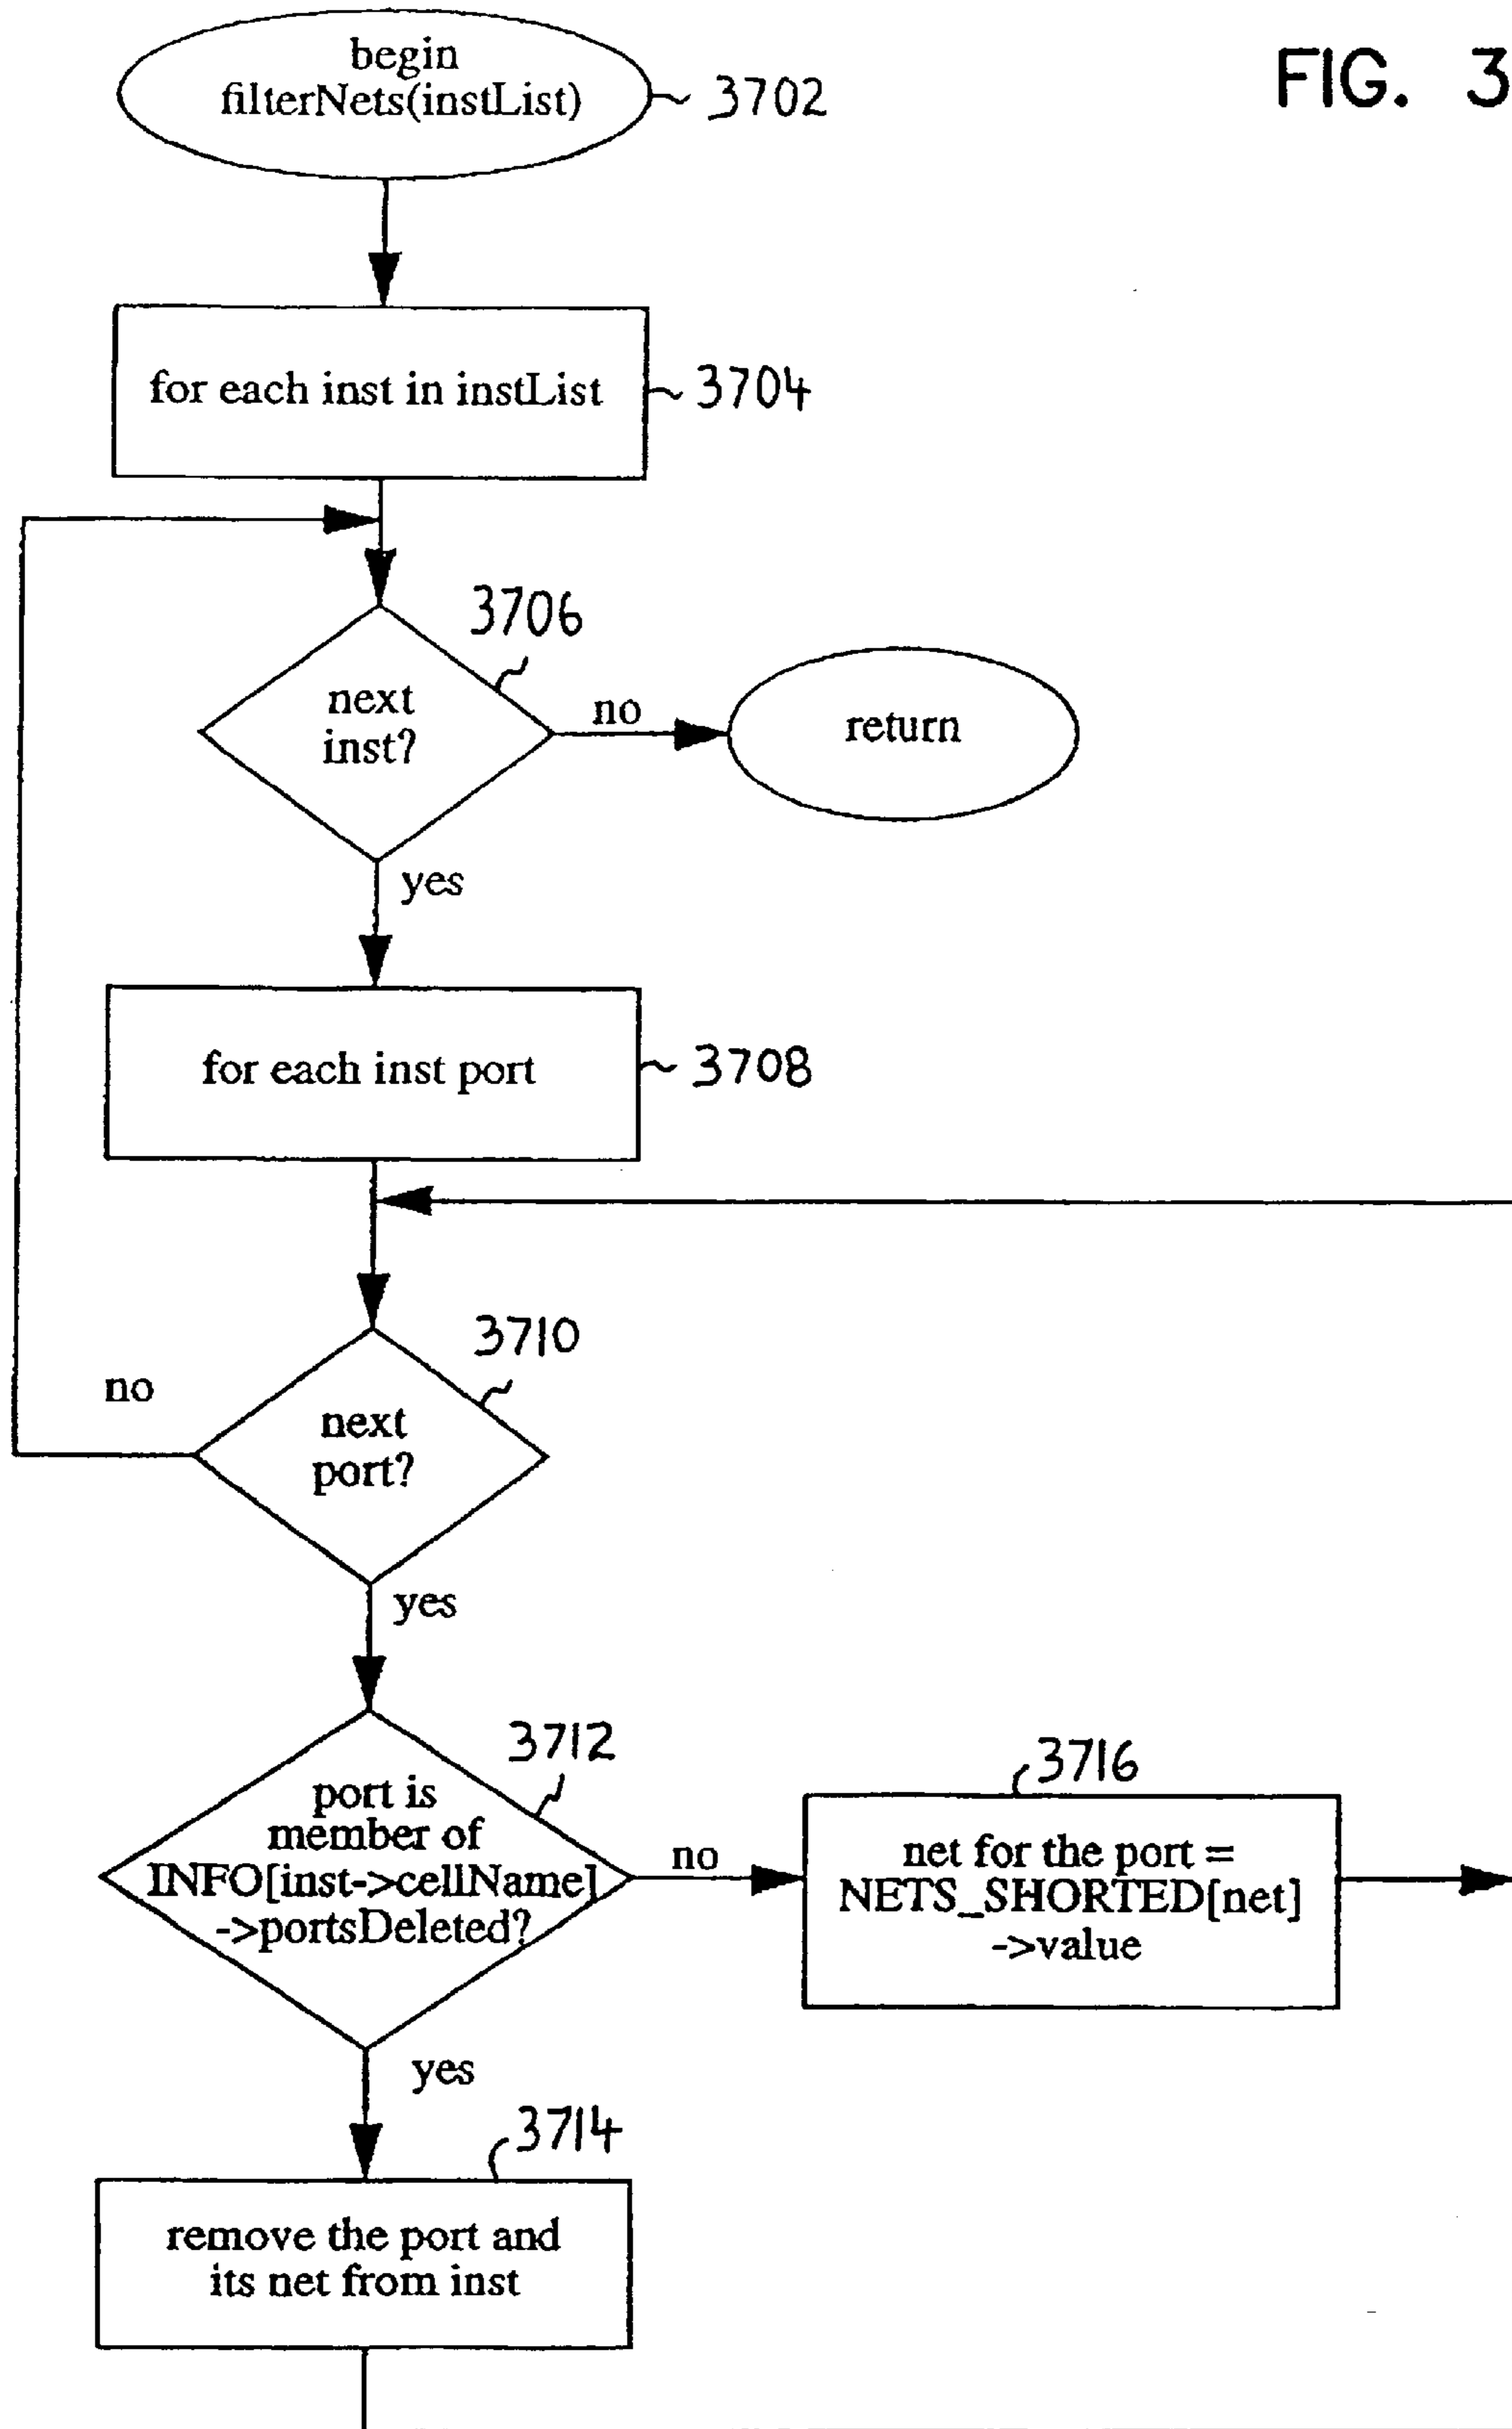 FIG. 3
begin
filterNets(instList)
3702
for each inst in instList
3704
3706
next
inst?
no
return
yes
for each inst port
3708
3710
no
next
port?
yes
3712
port is
member of
INFO[inst->cellName]
->portsDeleted?
no
3716
net for the port =
NETS_SHORTED[net]
->value
yes
3714
remove the port and
its net from inst